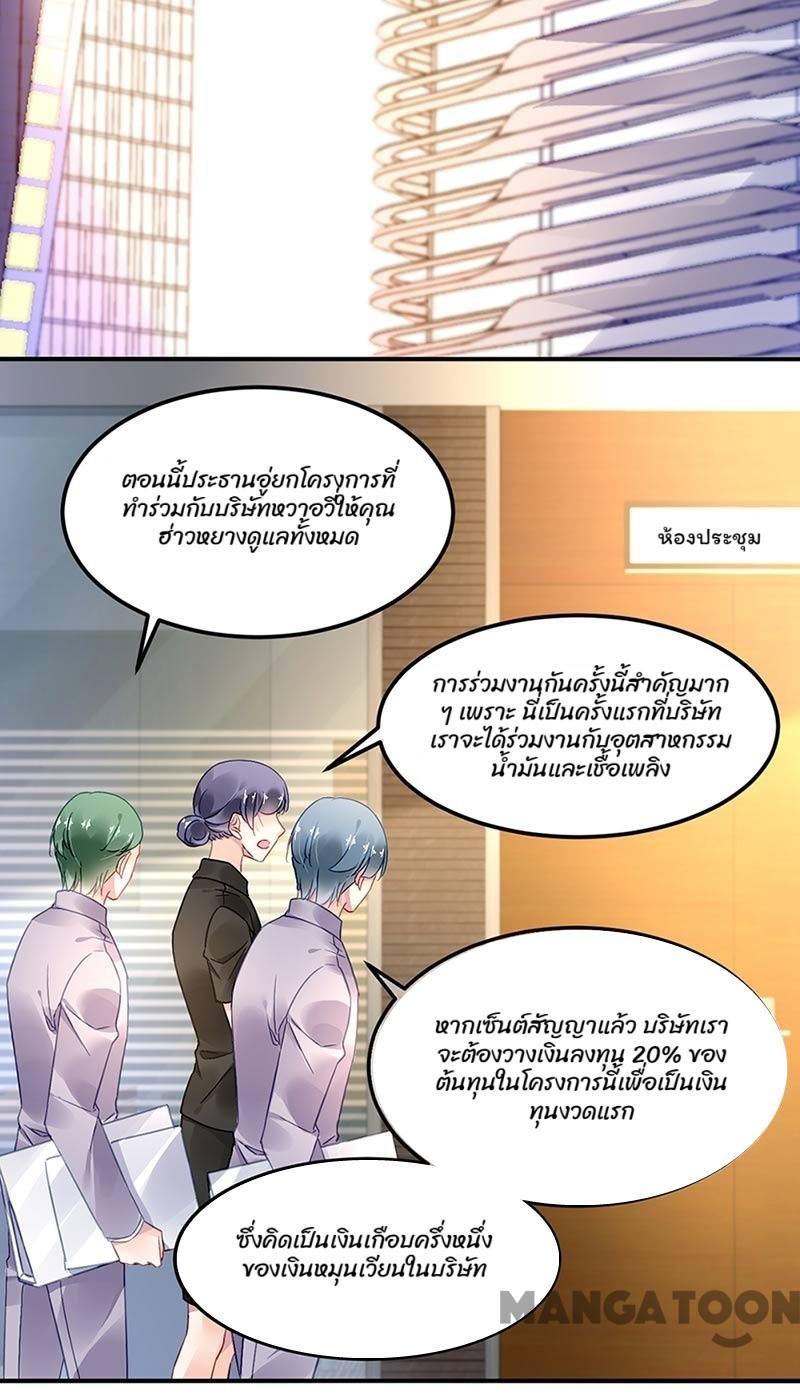 ตอนนี้ประธานอู่ยกโครงการที่
ทำร่วมกับบริษัทหวาอวี้ให้คุณ
ฮ่าวหยางดูแลทั้งหมด
ห้องประชุม
การร่วมงานกันครั้งนี้สำคัญมาก
ๆ เพราะ นี่เป็นครั้งแรกที่บริษัท
เราจะได้ร่วมงานกับอุตสาหกรรม
น้ำมันและเชื้อเพลิง
หากเซ็นต์สัญญาแล้ว บริษัทเรา
จะต้องวางเงินลงทุน 20% ของ
ต้นทุนในโครงการนี้เพื่อเป็นเงิน
ทุนงวดแรก
ซึ่งคิดเป็นเงินเกือบครึ่งหนึ่ง
ของเงินหมุนเวียนในบริษัท
MANGATOON